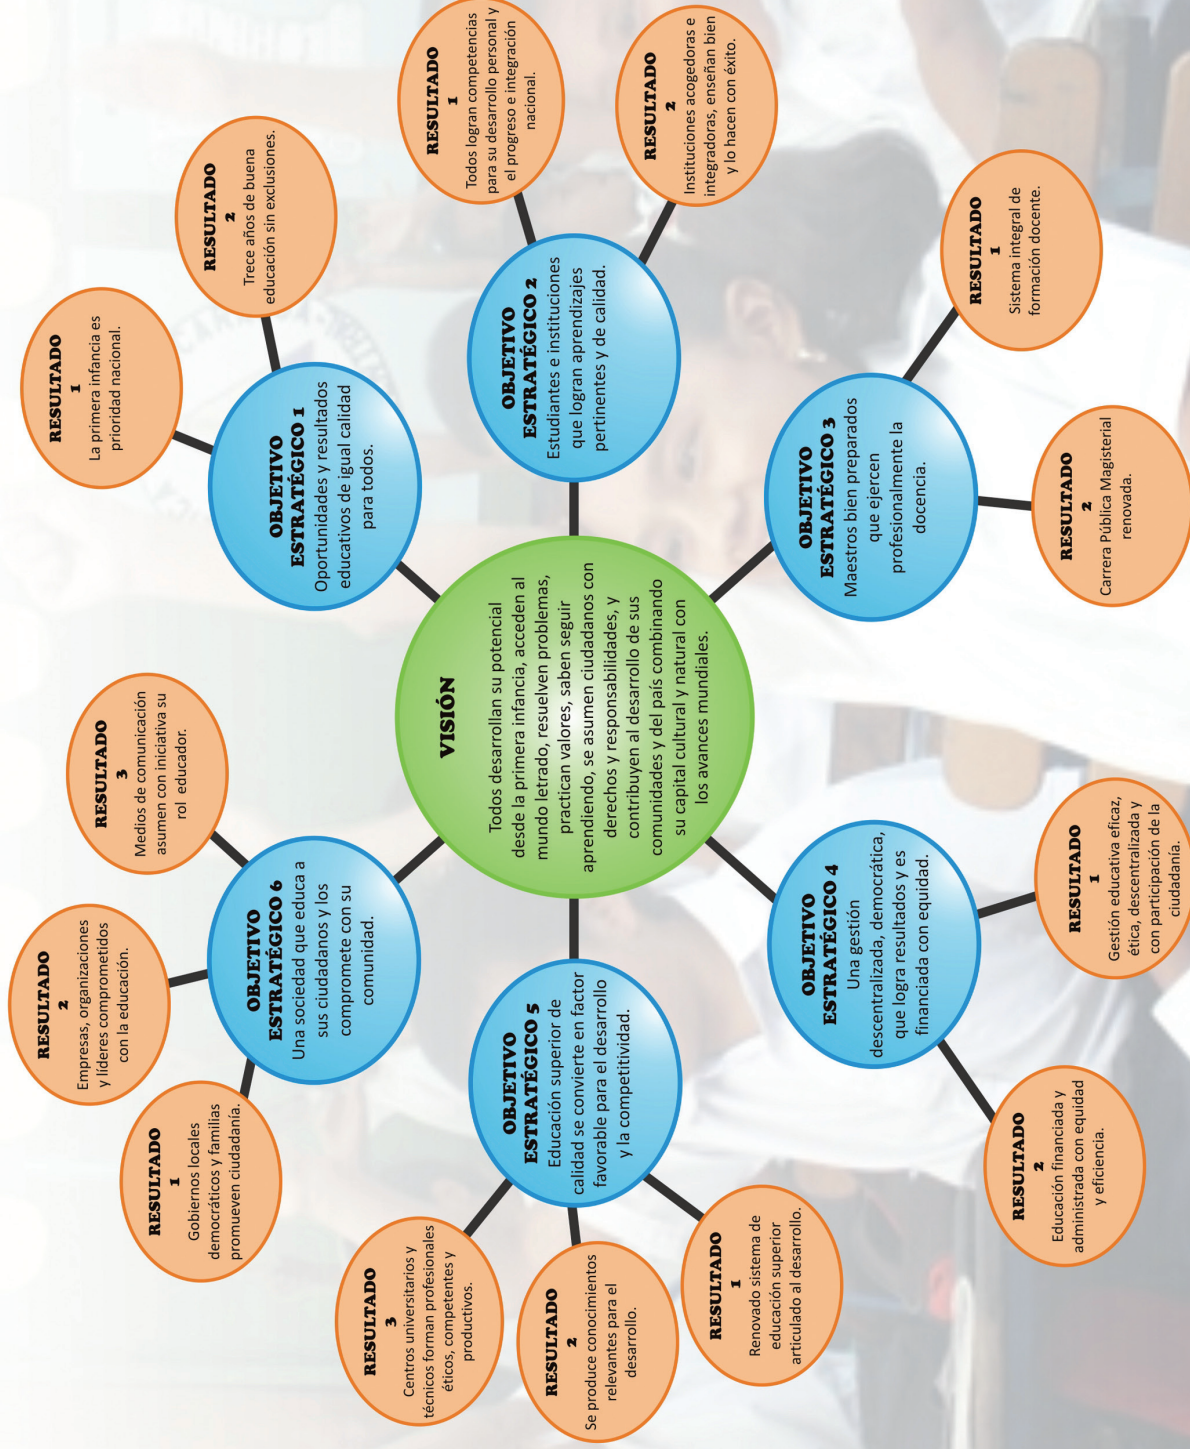 VISIÓN
Todos desarrollan su potencial
desde la primera infancia, acceden al
mundo letrado, resuelven problemas,
practican valores, saben seguir
aprendiendo, se asumen ciudadanos con
derechos y responsabilidades, y
contribuyen al desarrollo de sus
comunidades y del país combinando
su capital cultural y natural con
los avances mundiales.
OBJETIVO
ESTRATÉGICO 1
Oportunidades y resultados
educativos de igual calidad
para todos.
RESULTADO
1
La primera infancia es
prioridad nacional.
RESULTADO
2
Trece años de buena
educación sin exclusiones.
OBJETIVO
ESTRATÉGICO 2
Estudiantes e instituciones
que logran aprendizajes
pertinentes y de calidad.
RESULTADO
1
Todos logran competencias
para su desarrollo personal y
el progreso e integración
nacional.
RESULTADO
2
Instituciones acogedoras e
integradoras, enseñan bien
y lo hacen con éxito.
OBJETIVO
ESTRATÉGICO 3
Maestros bien preparados
que ejercen
profesionalmente la
docencia.
RESULTADO
1
Sistema integral de
formación docente.
RESULTADO
2
Carrera Pública Magisterial
renovada.
OBJETIVO
ESTRATÉGICO 4
Una gestión
descentralizada, democrática,
que logra resultados y es
financiada con equidad.
RESULTADO
1
Gestión educativa eficaz,
ética, descentralizada y
con participación de la
ciudadanía.
RESULTADO
2
Educación financiada y
administrada con equidad
y eficiencia.
OBJETIVO
ESTRATÉGICO 5
Educación superior de
calidad se convierte en factor
favorable para el desarrollo
y la competitividad.
RESULTADO
1
Renovado sistema de
educación superior
articulado al desarrollo.
RESULTADO
2
Se produce conocimientos
relevantes para el
desarrollo.
RESULTADO
3
Centros universitarios y
técnicos forman profesionales
éticos, competentes y
productivos.
OBJETIVO
ESTRATÉGICO 6
Una sociedad que educa a
sus ciudadanos y los
compromete con su
comunidad.
RESULTADO
1
Gobiernos locales
democráticos y familias
promueven ciudadanía.
RESULTADO
2
Empresas, organizaciones
y líderes comprometidos
con la educación.
RESULTADO
3
Medios de comunicación
asumen con iniciativa su
rol educador.